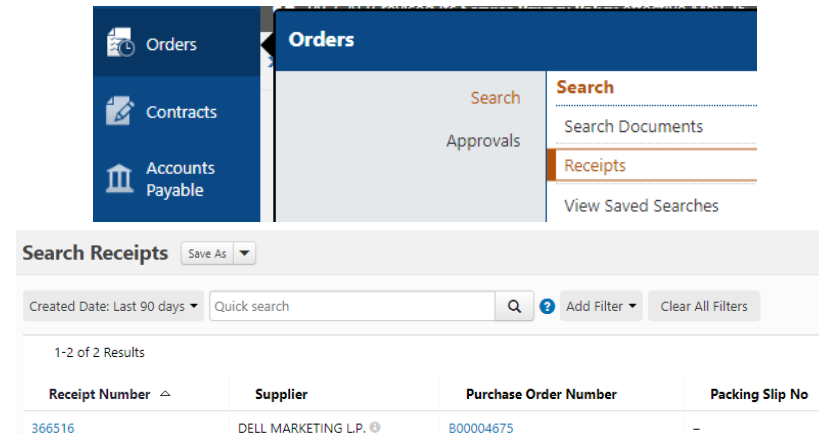 Orders
Orders
Search
Search
Search Documents
Contracts
Approvals
Receipts
Accounts
Payable
View Saved Searches
Search Receipts Save As
Created Date: Last 90 days Quick search ? Add Filter Clear All Filters
1-2 of 2 Results
Receipt Number Supplier Purchase Order Number Packing Slip No
366516 DELL MARKETING L.P. B00004675 –